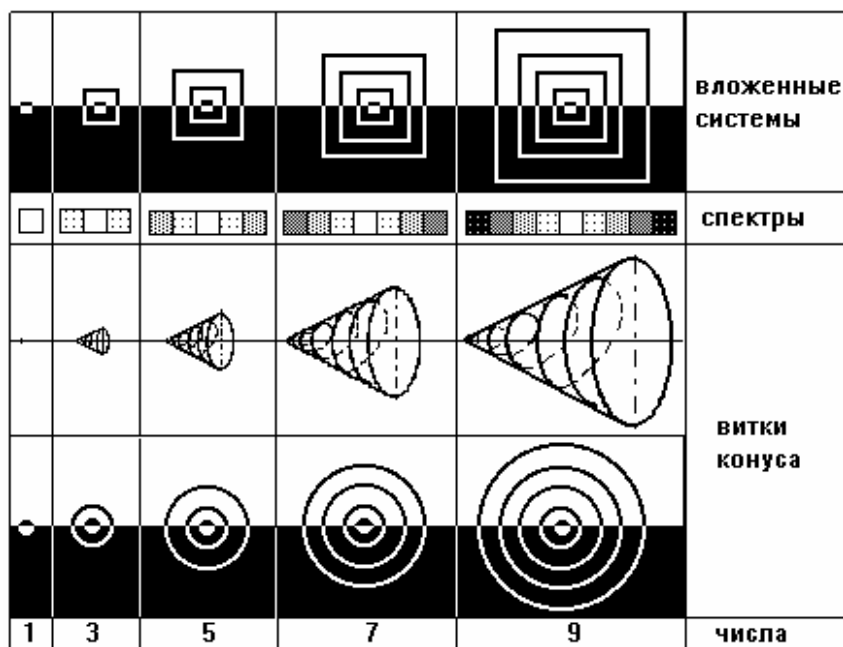 вложенные
системы
спектры
витки
конуса
1 3 5 7 9 числа